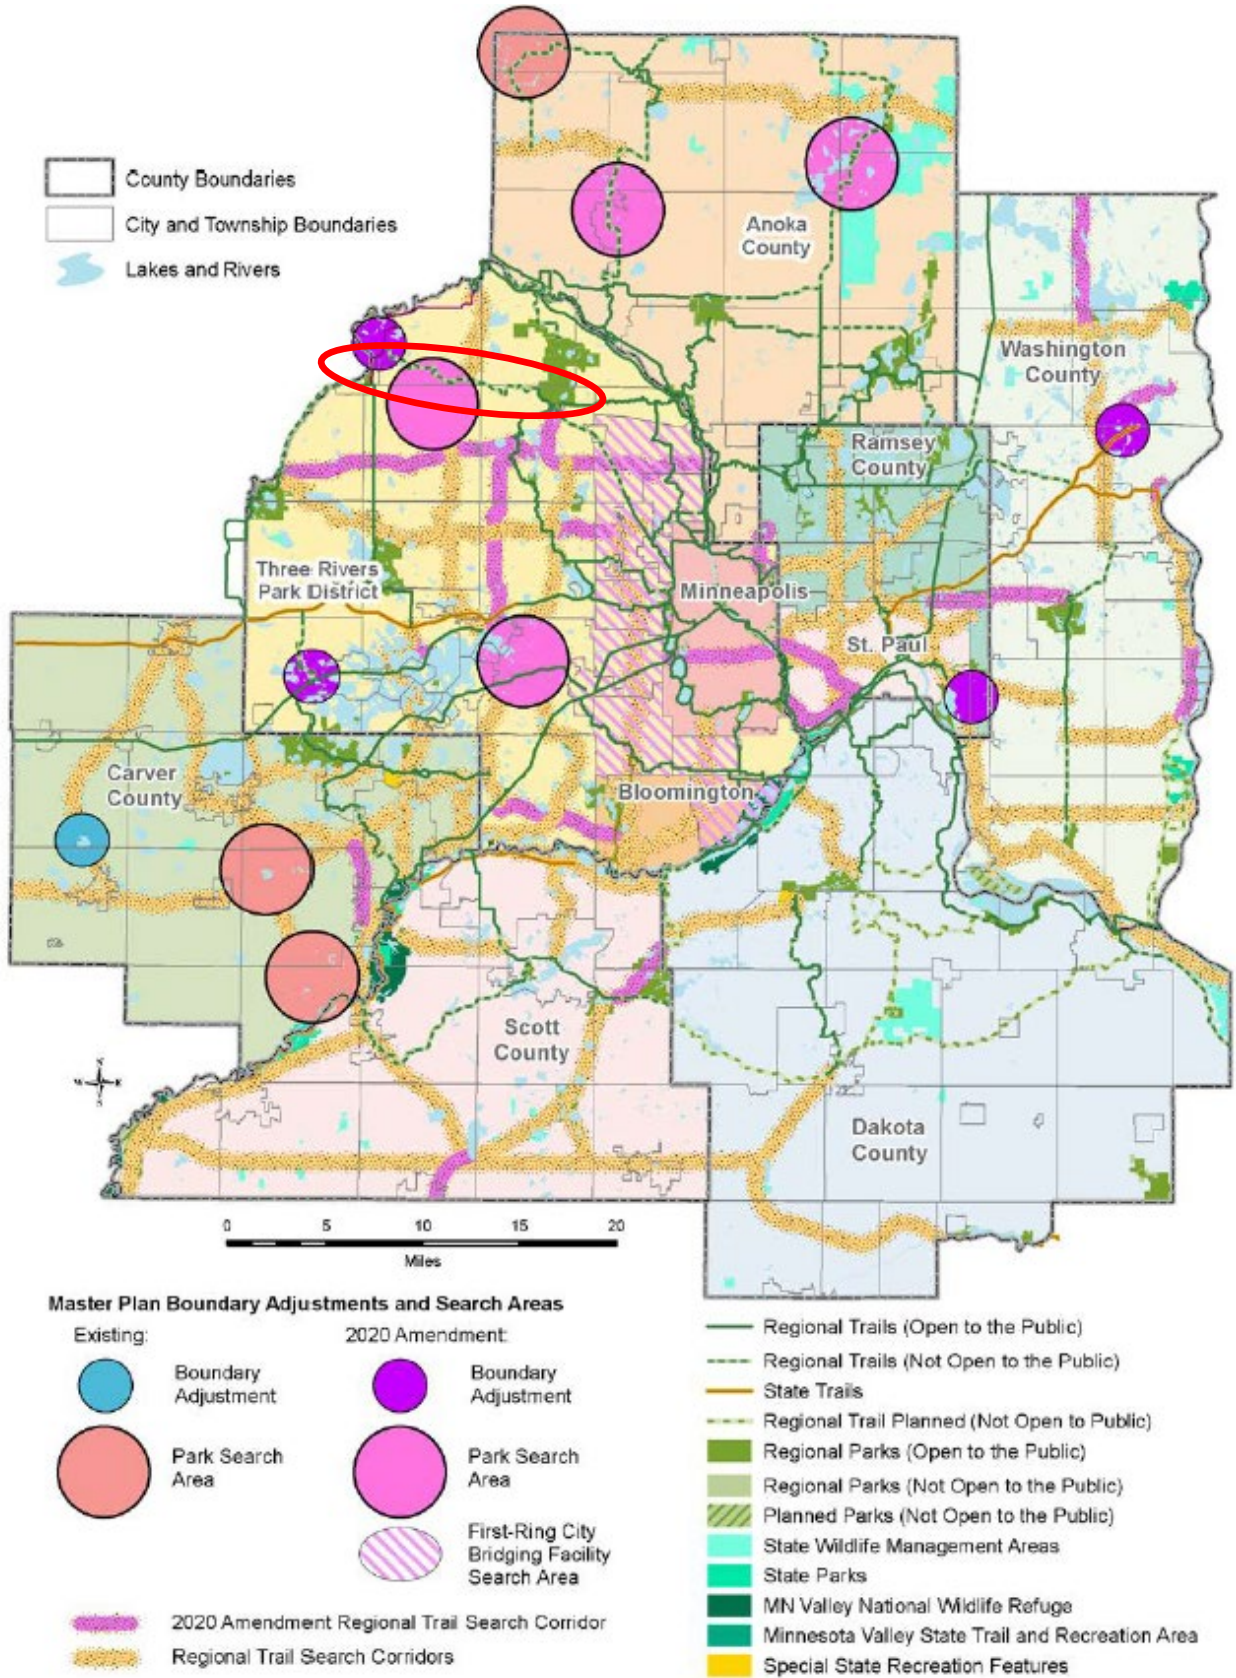 County Boundaries
City and Township Boundaries
Lakes and Rivers
Anoka
County
Washington
County
Ramsey
County
Three Rivers
Park District
Minneapolis
St. Paul
Carver
County
Bloomington
Scott
County
Dakota
County
N
W E
S
0 5 10 15 20
Miles
Master Plan Boundary Adjustments and Search Areas
Existing:
Boundary
Adjustment
Park Search
Area
2020 Amendment:
Boundary
Adjustment
Park Search
Area
First-Ring City
Bridging Facility
Search Area
2020 Amendment Regional Trail Search Corridor
Regional Trail Search Corridors
Regional Trails (Open to the Public)
Regional Trails (Not Open to the Public)
State Trails
Regional Trail Planned (Not Open to Public)
Regional Parks (Open to the Public)
Regional Parks (Not Open to the Public)
Planned Parks (Not Open to the Public)
State Wildlife Management Areas
State Parks
MN Valley National Wildlife Refuge
Minnesota Valley State Trail and Recreation Area
Special State Recreation Features